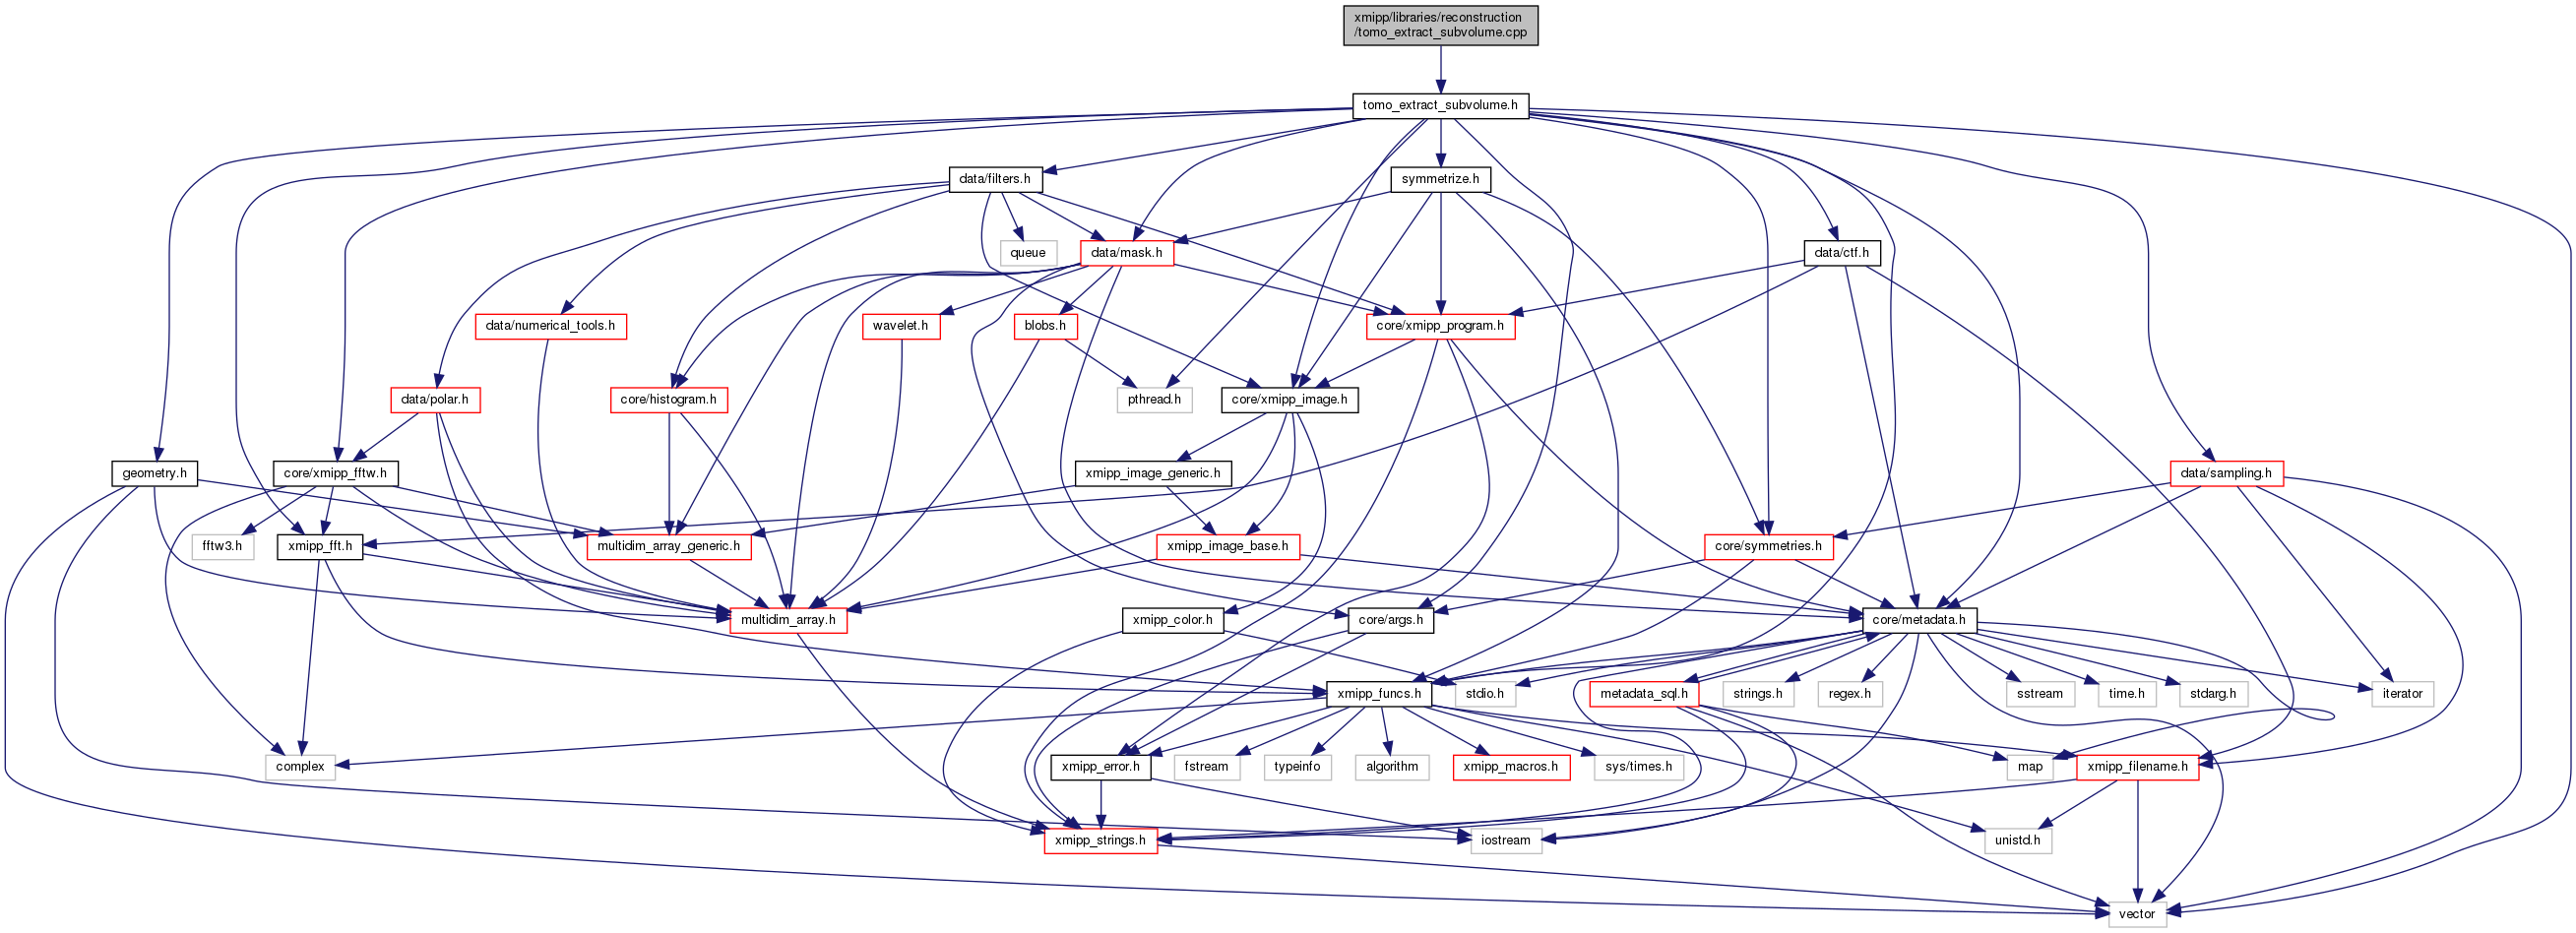 xmipp/libraries/reconstruction
/tomo_extract_subvolume.cpp
tomo_extract_subvolume.h
data/filters.h
symmetrize.h
queue
data/mask.h
data/ctf.h
data/numerical_tools.h
wavelet.h
blobs.h
core/xmipp_program.h
data/polar.h
core/histogram.h
pthread.h
core/xmipp_image.h
geometry.h
core/xmipp_fftw.h
xmipp_image_generic.h
data/sampling.h
fftw3.h
xmipp_fft.h
multidim_array_generic.h
xmipp_image_base.h
core/symmetries.h
multidim_array.h
xmipp_color.h
core/args.h
core/metadata.h
xmipp_funcs.h
stdio.h
metadata_sql.h
strings.h
regex.h
sstream
time.h
stdarg.h
iterator
complex
xmipp_error.h
fstream
typeinfo
algorithm
xmipp_macros.h
sys/times.h
map
xmipp_filename.h
xmipp_strings.h
iostream
unistd.h
vector